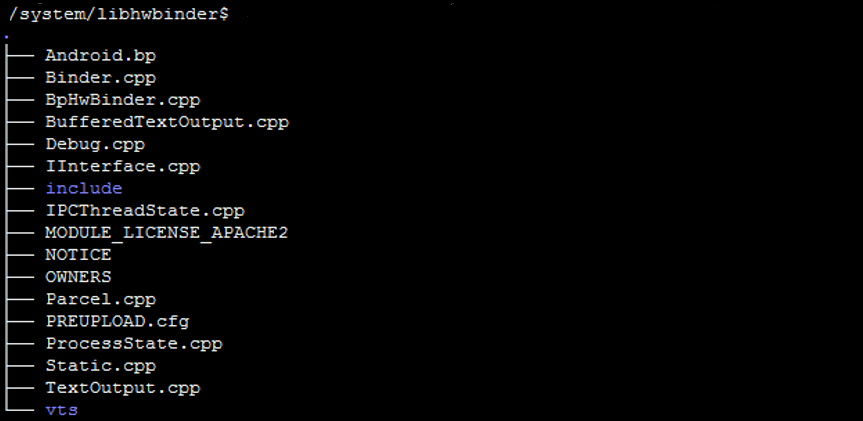 /system/libhwbinder$
.
├── Android.bp
├── Binder.cpp
├── BpHwBinder.cpp
├── BufferedTextOutput.cpp
├── Debug.cpp
├── IInterface.cpp
├── include
├── IPCThreadState.cpp
├── MODULE_LICENSE_APACHE2
├── NOTICE
├── OWNERS
├── Parcel.cpp
├── PREUPLOAD.cfg
├── ProcessState.cpp
├── Static.cpp
├── TextOutput.cpp
└── vts